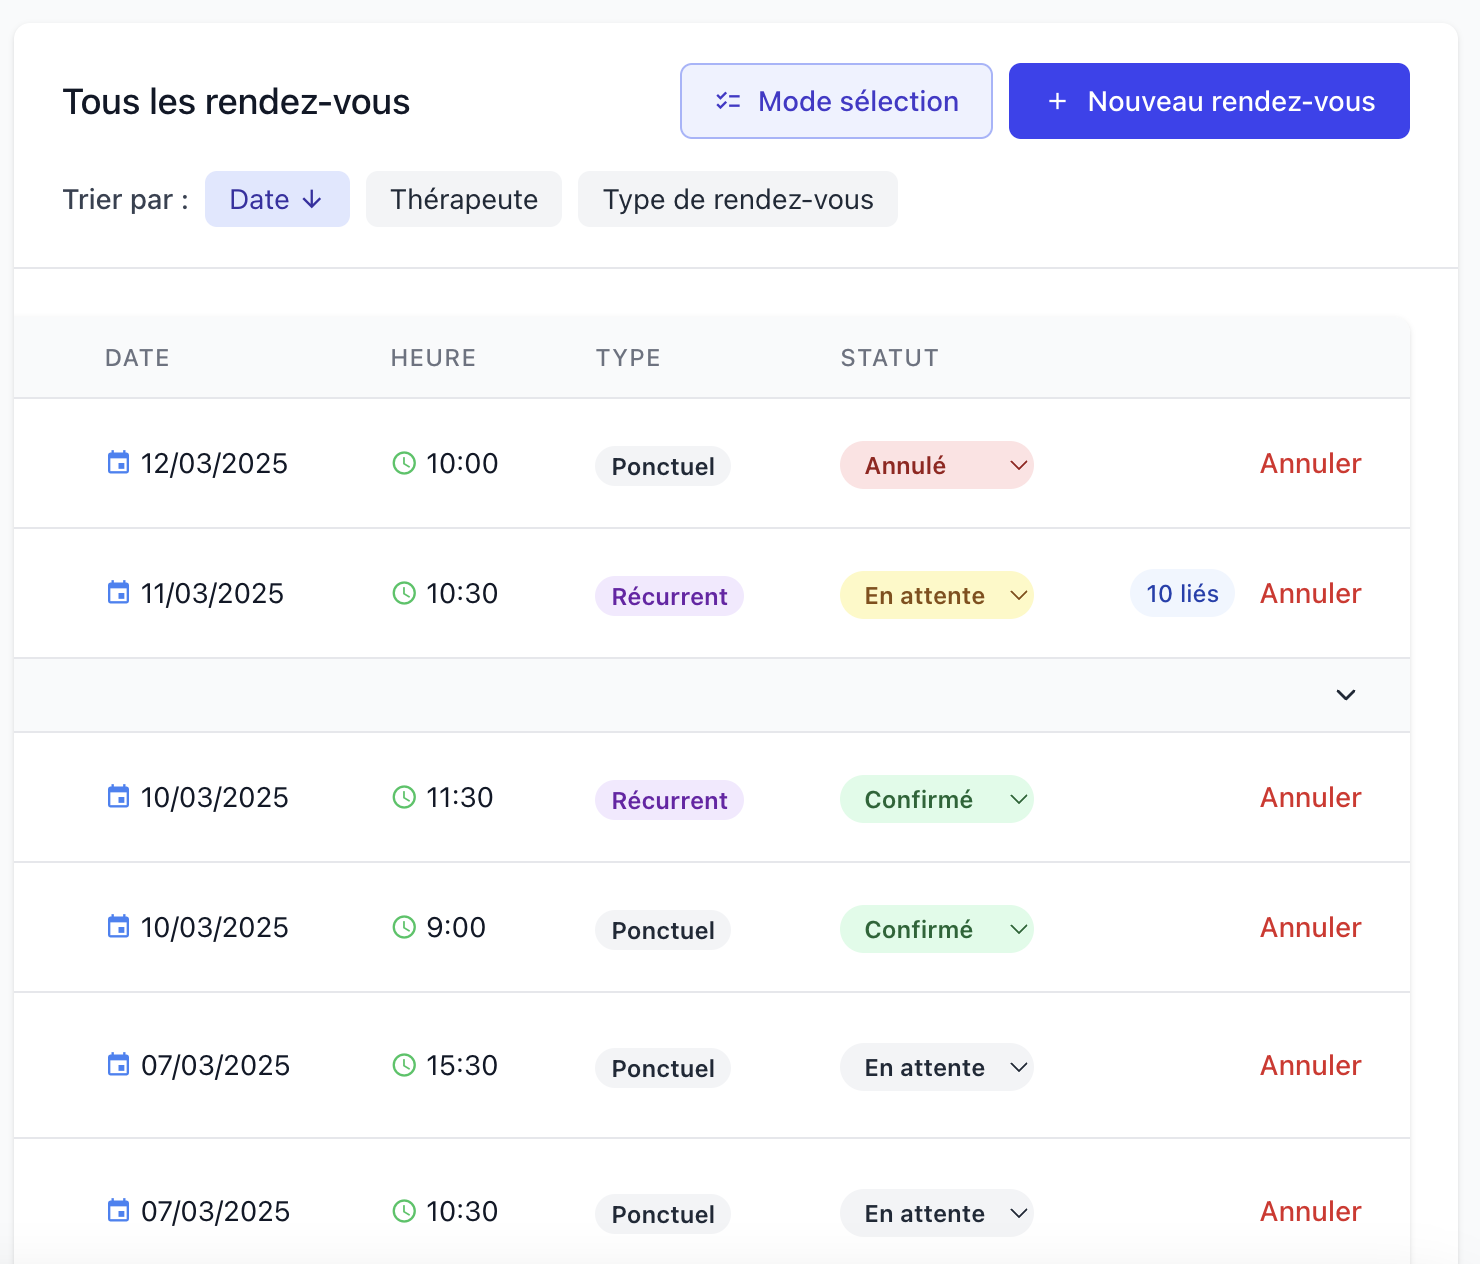 Tous les rendez-vous
Mode sélection
+ Nouveau rendez-vous
Trier par : Date ↓ Thérapeute Type de rendez-vous
DATE HEURE TYPE STATUT
12/03/2025 10:00 Ponctuel Annulé Annuler
11/03/2025 10:30 Récurrent En attente 10 liés Annuler
10/03/2025 11:30 Récurrent Confirmé Annuler
10/03/2025 9:00 Ponctuel Confirmé Annuler
07/03/2025 15:30 Ponctuel En attente Annuler
07/03/2025 10:30 Ponctuel En attente Annuler